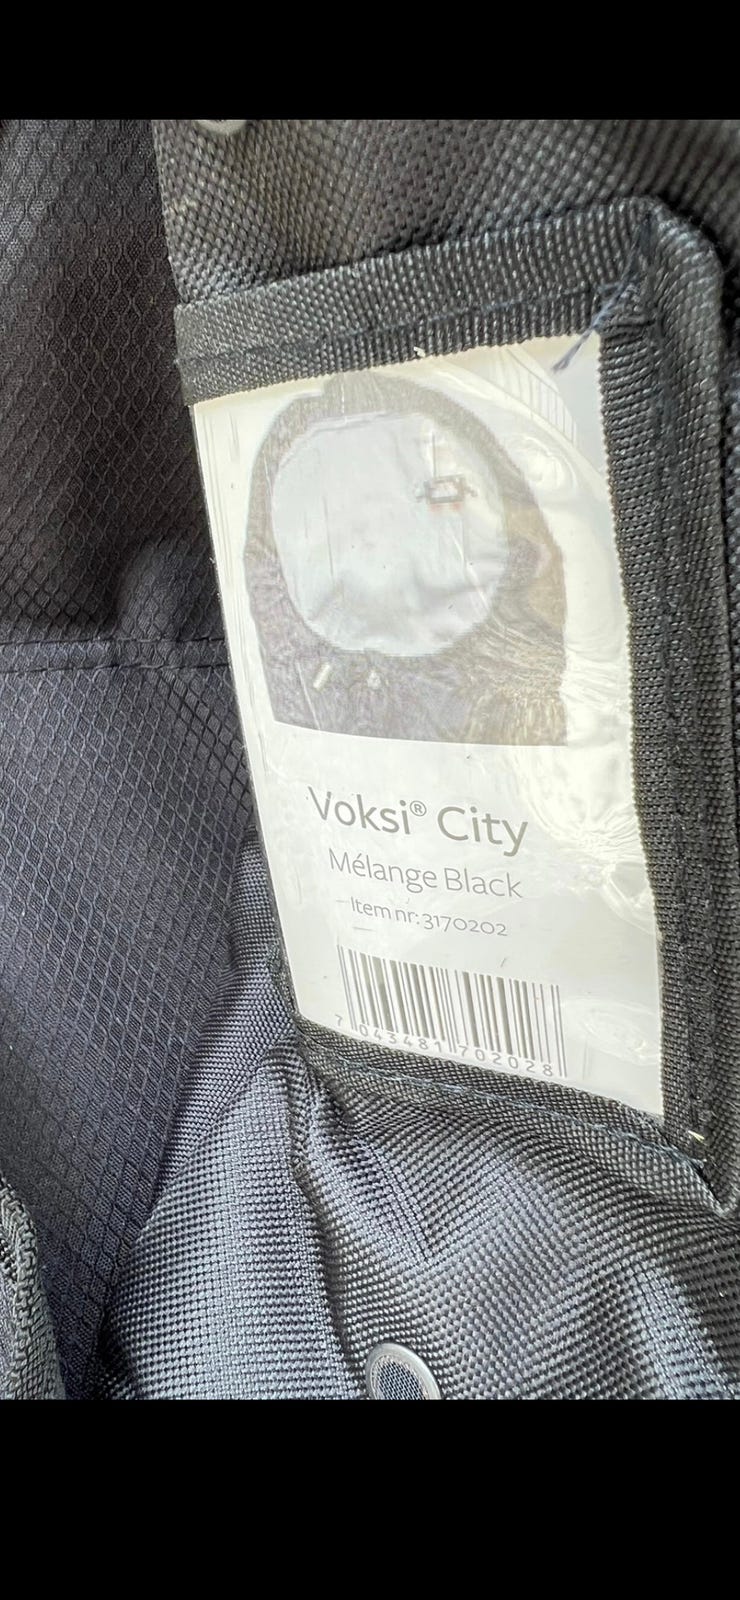 Voksi® City
Mélange Black
Item nr: 3170202
7 043481 702028